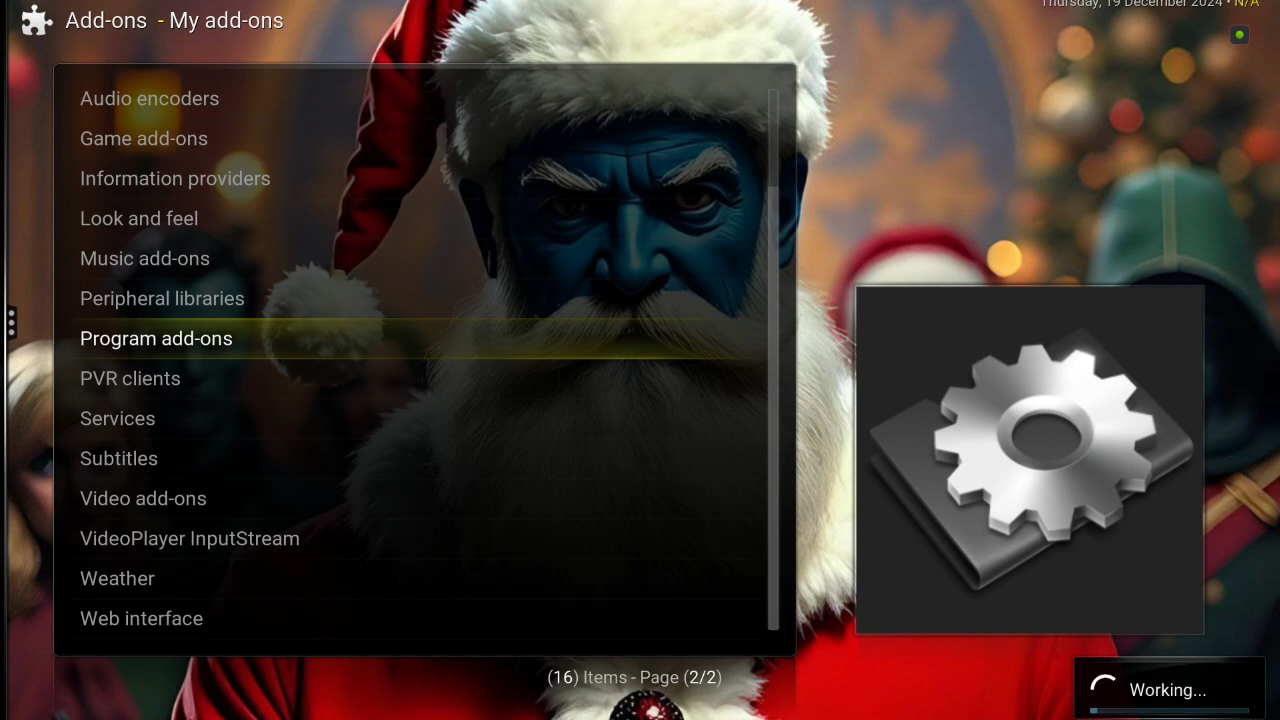 Add-ons - My add-ons
Thursday, 19 December 2024 • N/A
Audio encoders
Game add-ons
Information providers
Look and feel
Music add-ons
Peripheral libraries
Program add-ons
PVR clients
Services
Subtitles
Video add-ons
VideoPlayer InputStream
Weather
Web interface
(16) Items - Page (2/2)
Working...